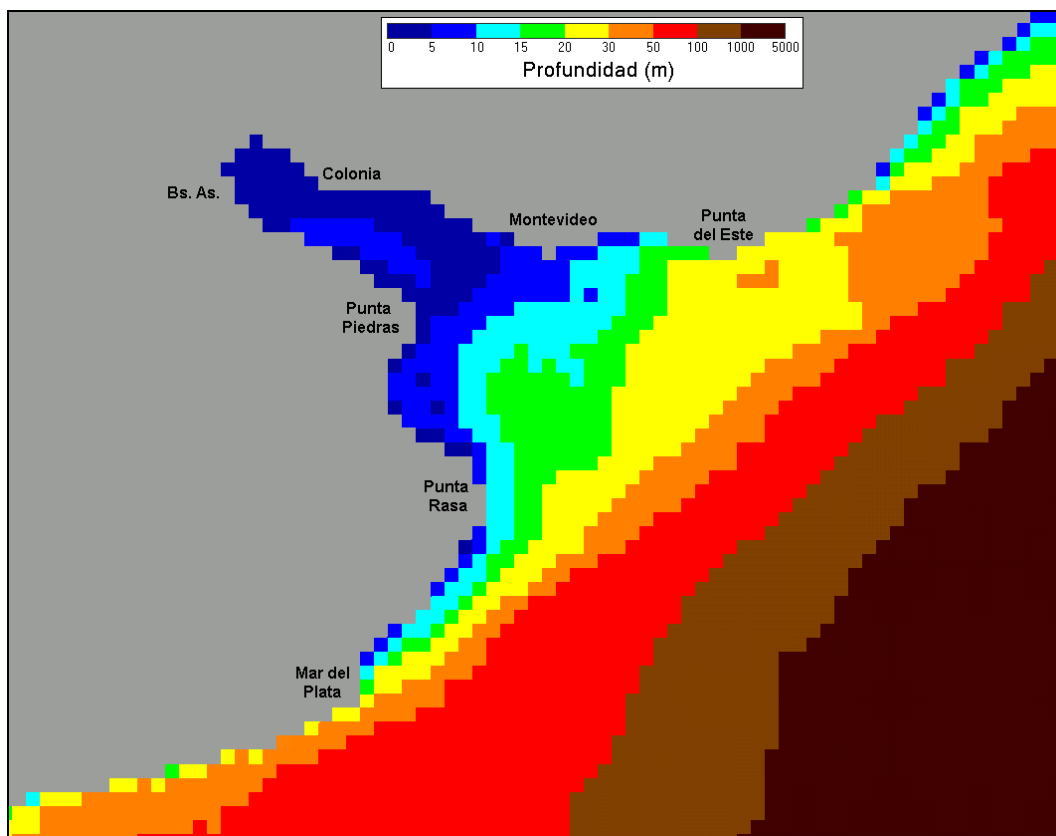 0 5 10 15 20 30 50 100 1000 5000
Profundidad (m)
Colonia
Bs. As.
Montevideo
Punta
del Este
Punta
Piedras
Punta
Rasa
Mar del
Plata